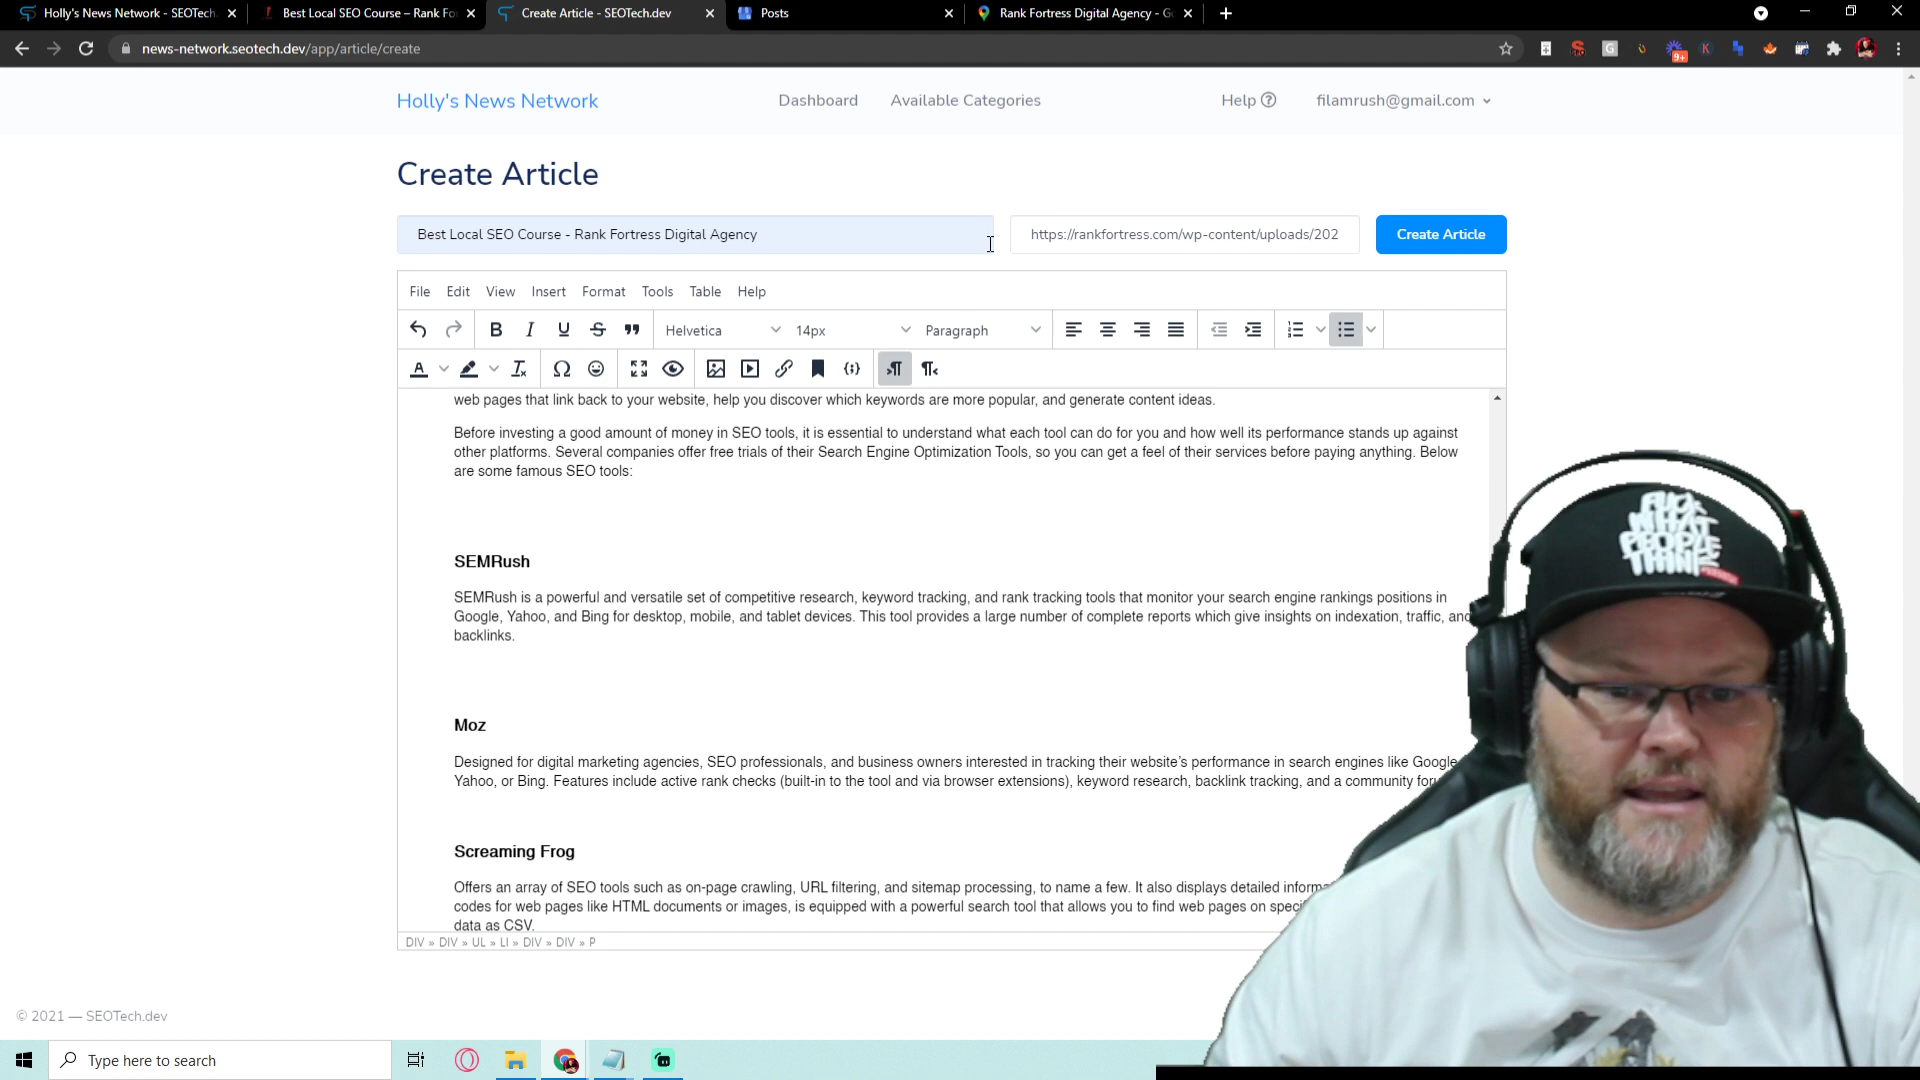 Holly's News Network - SEOTech.
Best Local SEO Course – Rank Fo
Create Article - SEOTech.dev
Posts
Rank Fortress Digital Agency - Go
news-network.seotech.dev/app/article/create
9+
Holly's News Network
Dashboard
Available Categories
Help
filamrush@gmail.com
Create Article
Best Local SEO Course - Rank Fortress Digital Agency
https://rankfortress.com/wp-content/uploads/202
Create Article
File Edit View Insert Format Tools Table Help
Helvetica
14px
Paragraph
web pages that link back to your website, help you discover which keywords are more popular, and generate content ideas.
Before investing a good amount of money in SEO tools, it is essential to understand what each tool can do for you and how well its performance stands up against
other platforms. Several companies offer free trials of their Search Engine Optimization Tools, so you can get a feel of their services before paying anything. Below
are some famous SEO tools:
SEMRush
SEMRush is a powerful and versatile set of competitive research, keyword tracking, and rank tracking tools that monitor your search engine rankings positions in
Google, Yahoo, and Bing for desktop, mobile, and tablet devices. This tool provides a large number of complete reports which give insights on indexation, traffic, and
backlinks.
Moz
Designed for digital marketing agencies, SEO professionals, and business owners interested in tracking their website's performance in search engines like Google
Yahoo, or Bing. Features include active rank checks (built-in to the tool and via browser extensions), keyword research, backlink tracking, and a community
Screaming Frog
Offers an array of SEO tools such as on-page crawling, URL filtering, and sitemap processing, to name a few. It also displays detailed
codes for web pages like HTML documents or images, is equipped with a powerful search tool that allows you to find web pages on
data as CSV.
DIV » DIV » UL » LI » DIV » DIV » P
FUCK
WHAT
PEOPLE
THINK
© 2021 — SEOTech.dev
Type here to search